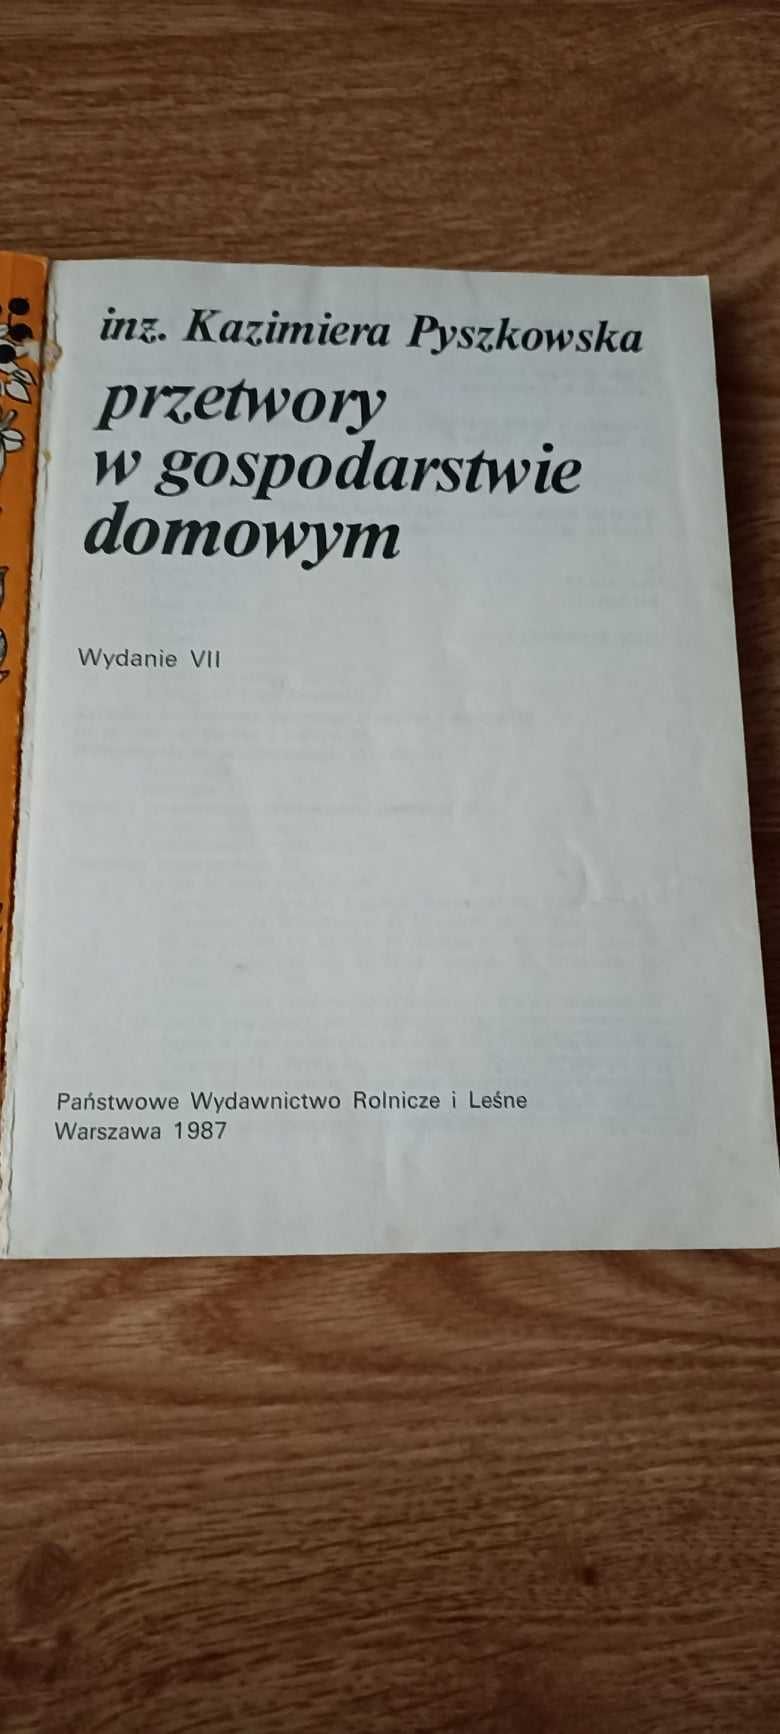 inż. Kazimiera Pyszkowska
przetwory
w gospodarstwie
domowym
Wydanie VII
Państwowe Wydawnictwo Rolnicze i Leśne
Warszawa 1987